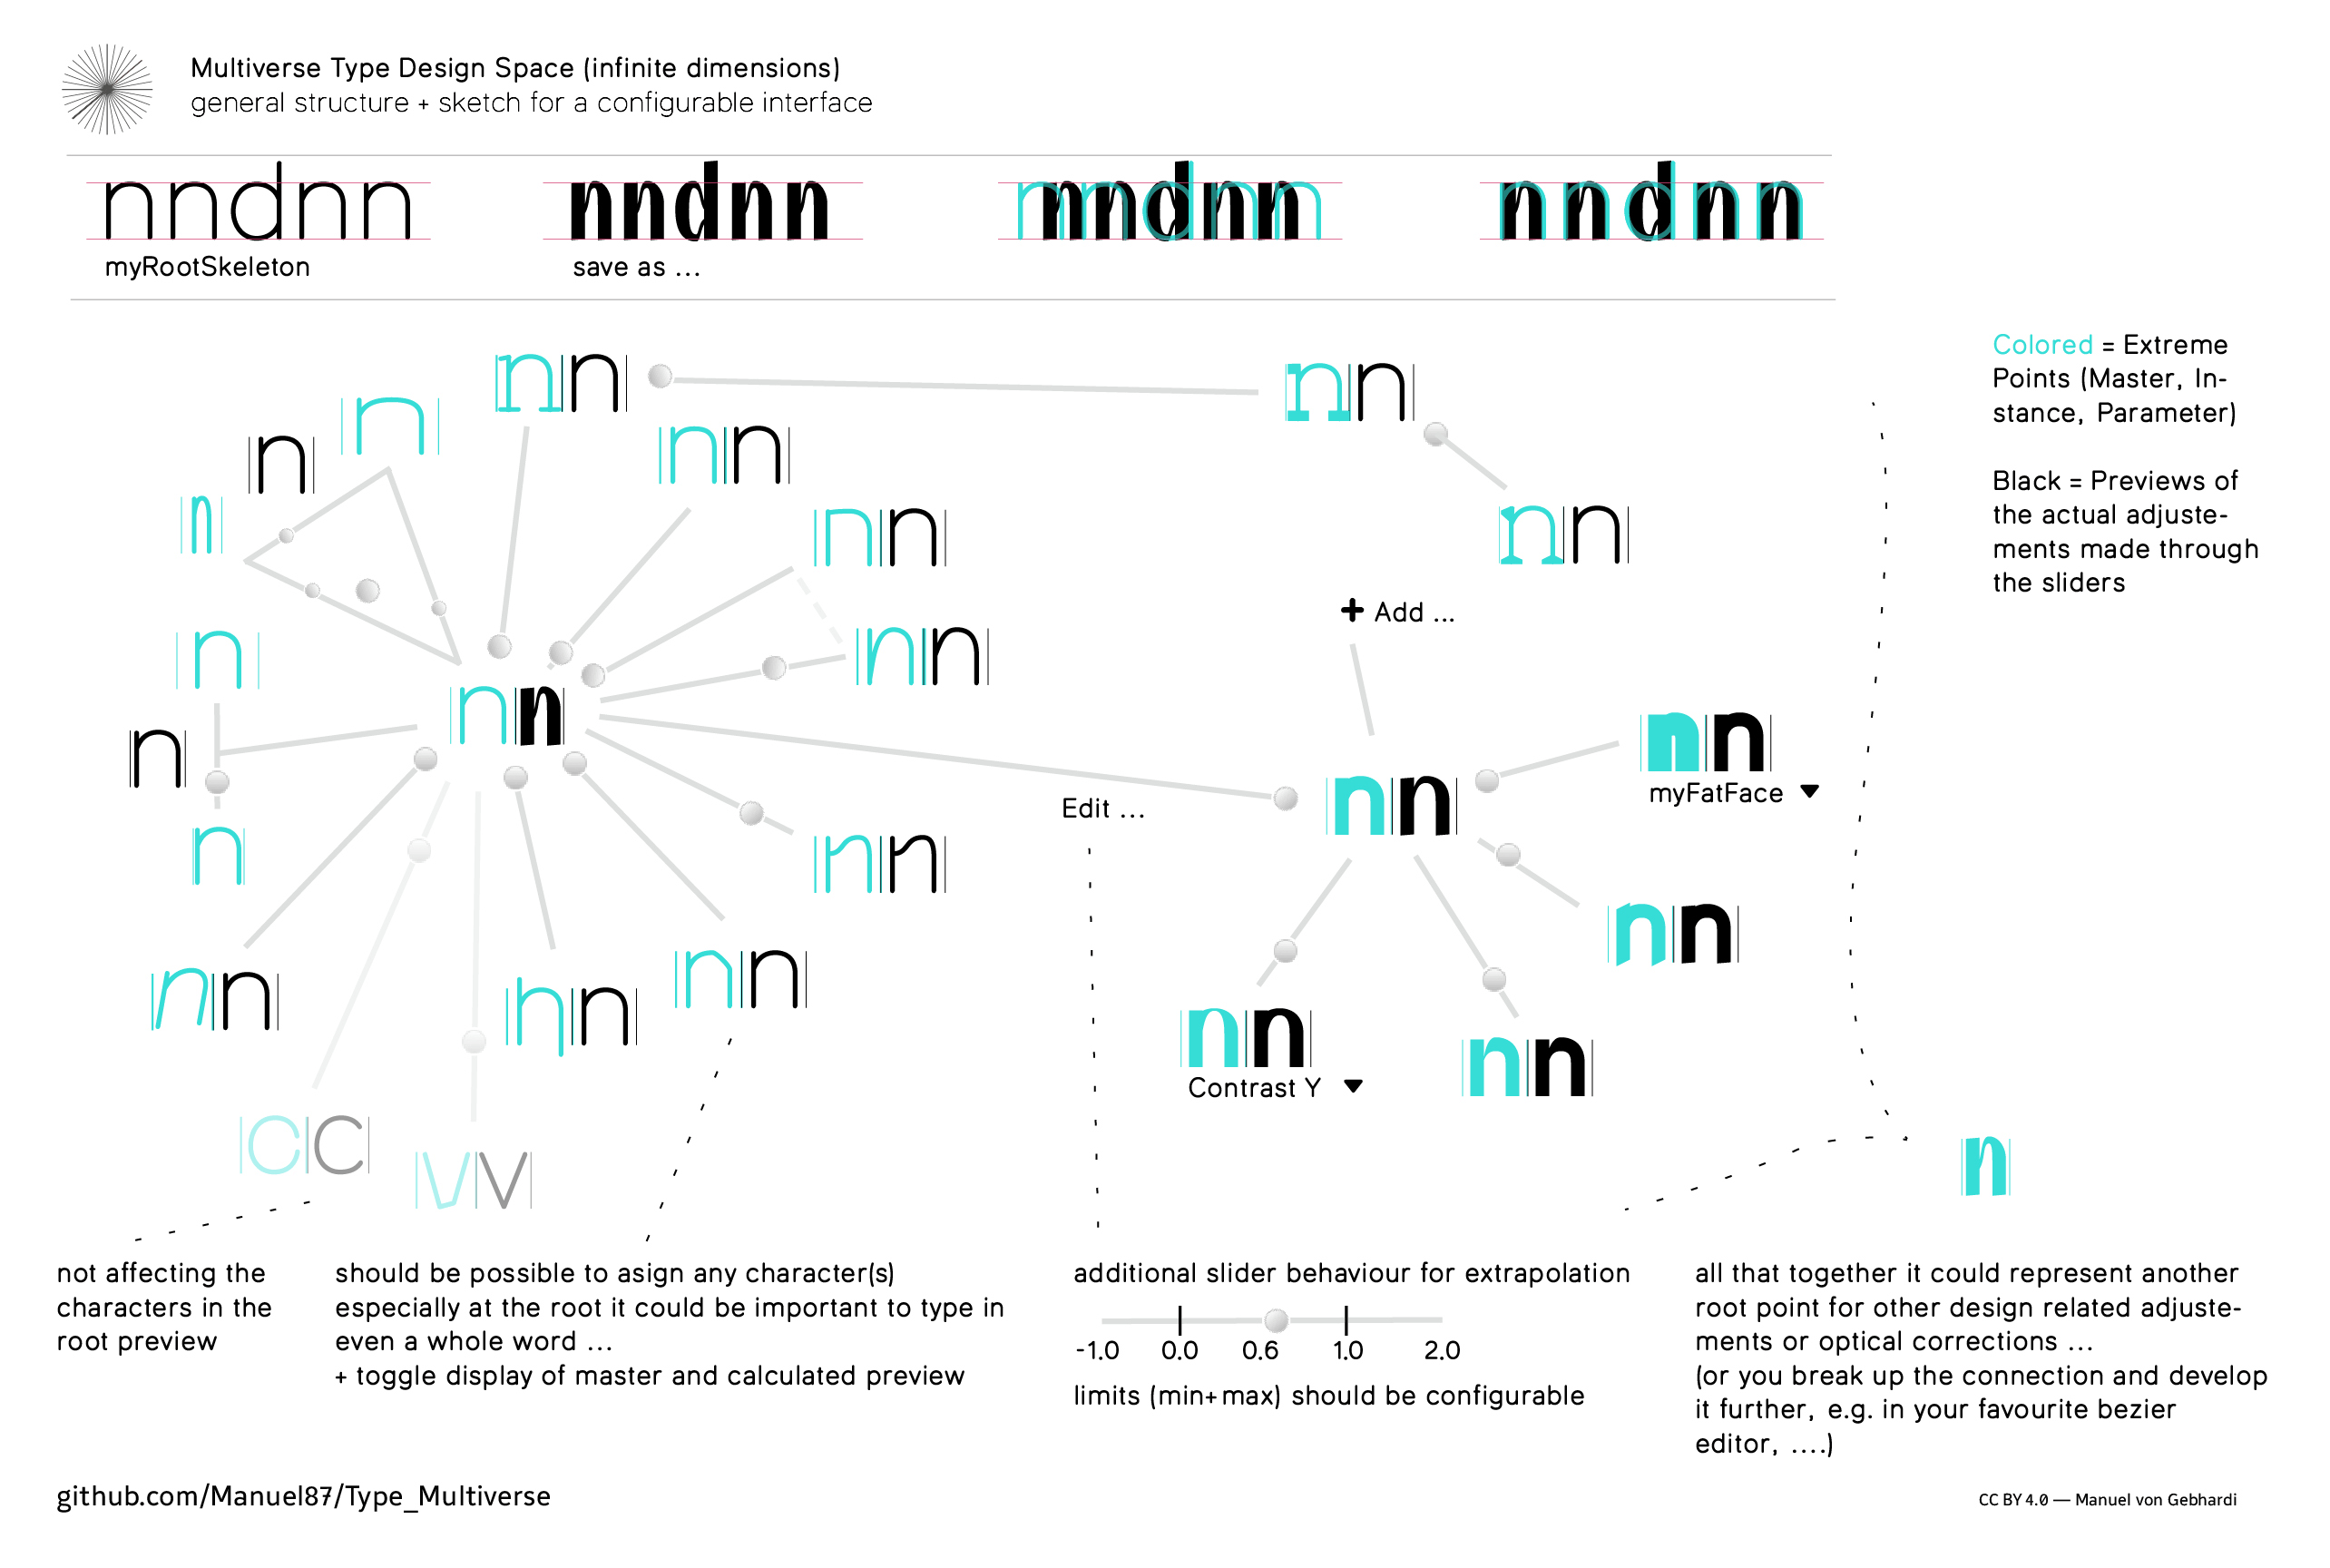 Multiverse Type Design Space (infinite dimensions)
general structure + sketch for a configurable interface
nndnn
nndnn
nndnn
nndnn
myRootSkeleton
save as ...
Colored = Extreme
Points (Master, In-
stance, Parameter)
Black = Previews of
the actual adjuste-
ments made through
the sliders
nn
nn
n
n
nn
n
nn
nn
n
nn
+ Add ...
nn
n
nn
nn
myFatFace
Edit ...
nn
n
nn
nn
nn
nn
nn
nn
Contrast Y
nn
CC
VV
n
not affecting the
characters in the
root preview
should be possible to asign any character(s)
especially at the root it could be important to type in
even a whole word ...
+ toggle display of master and calculated preview
additional slider behaviour for extrapolation
-1.0 0.0 0.6 1.0 2.0
limits (min+max) should be configurable
all that together it could represent another
root point for other design related adjuste-
ments or optical corrections ...
(or you break up the connection and develop
it further, e.g. in your favourite bezier
editor, ....)
github.com/Manuel87/Type_Multiverse
CC BY 4.0 — Manuel von Gebhardi